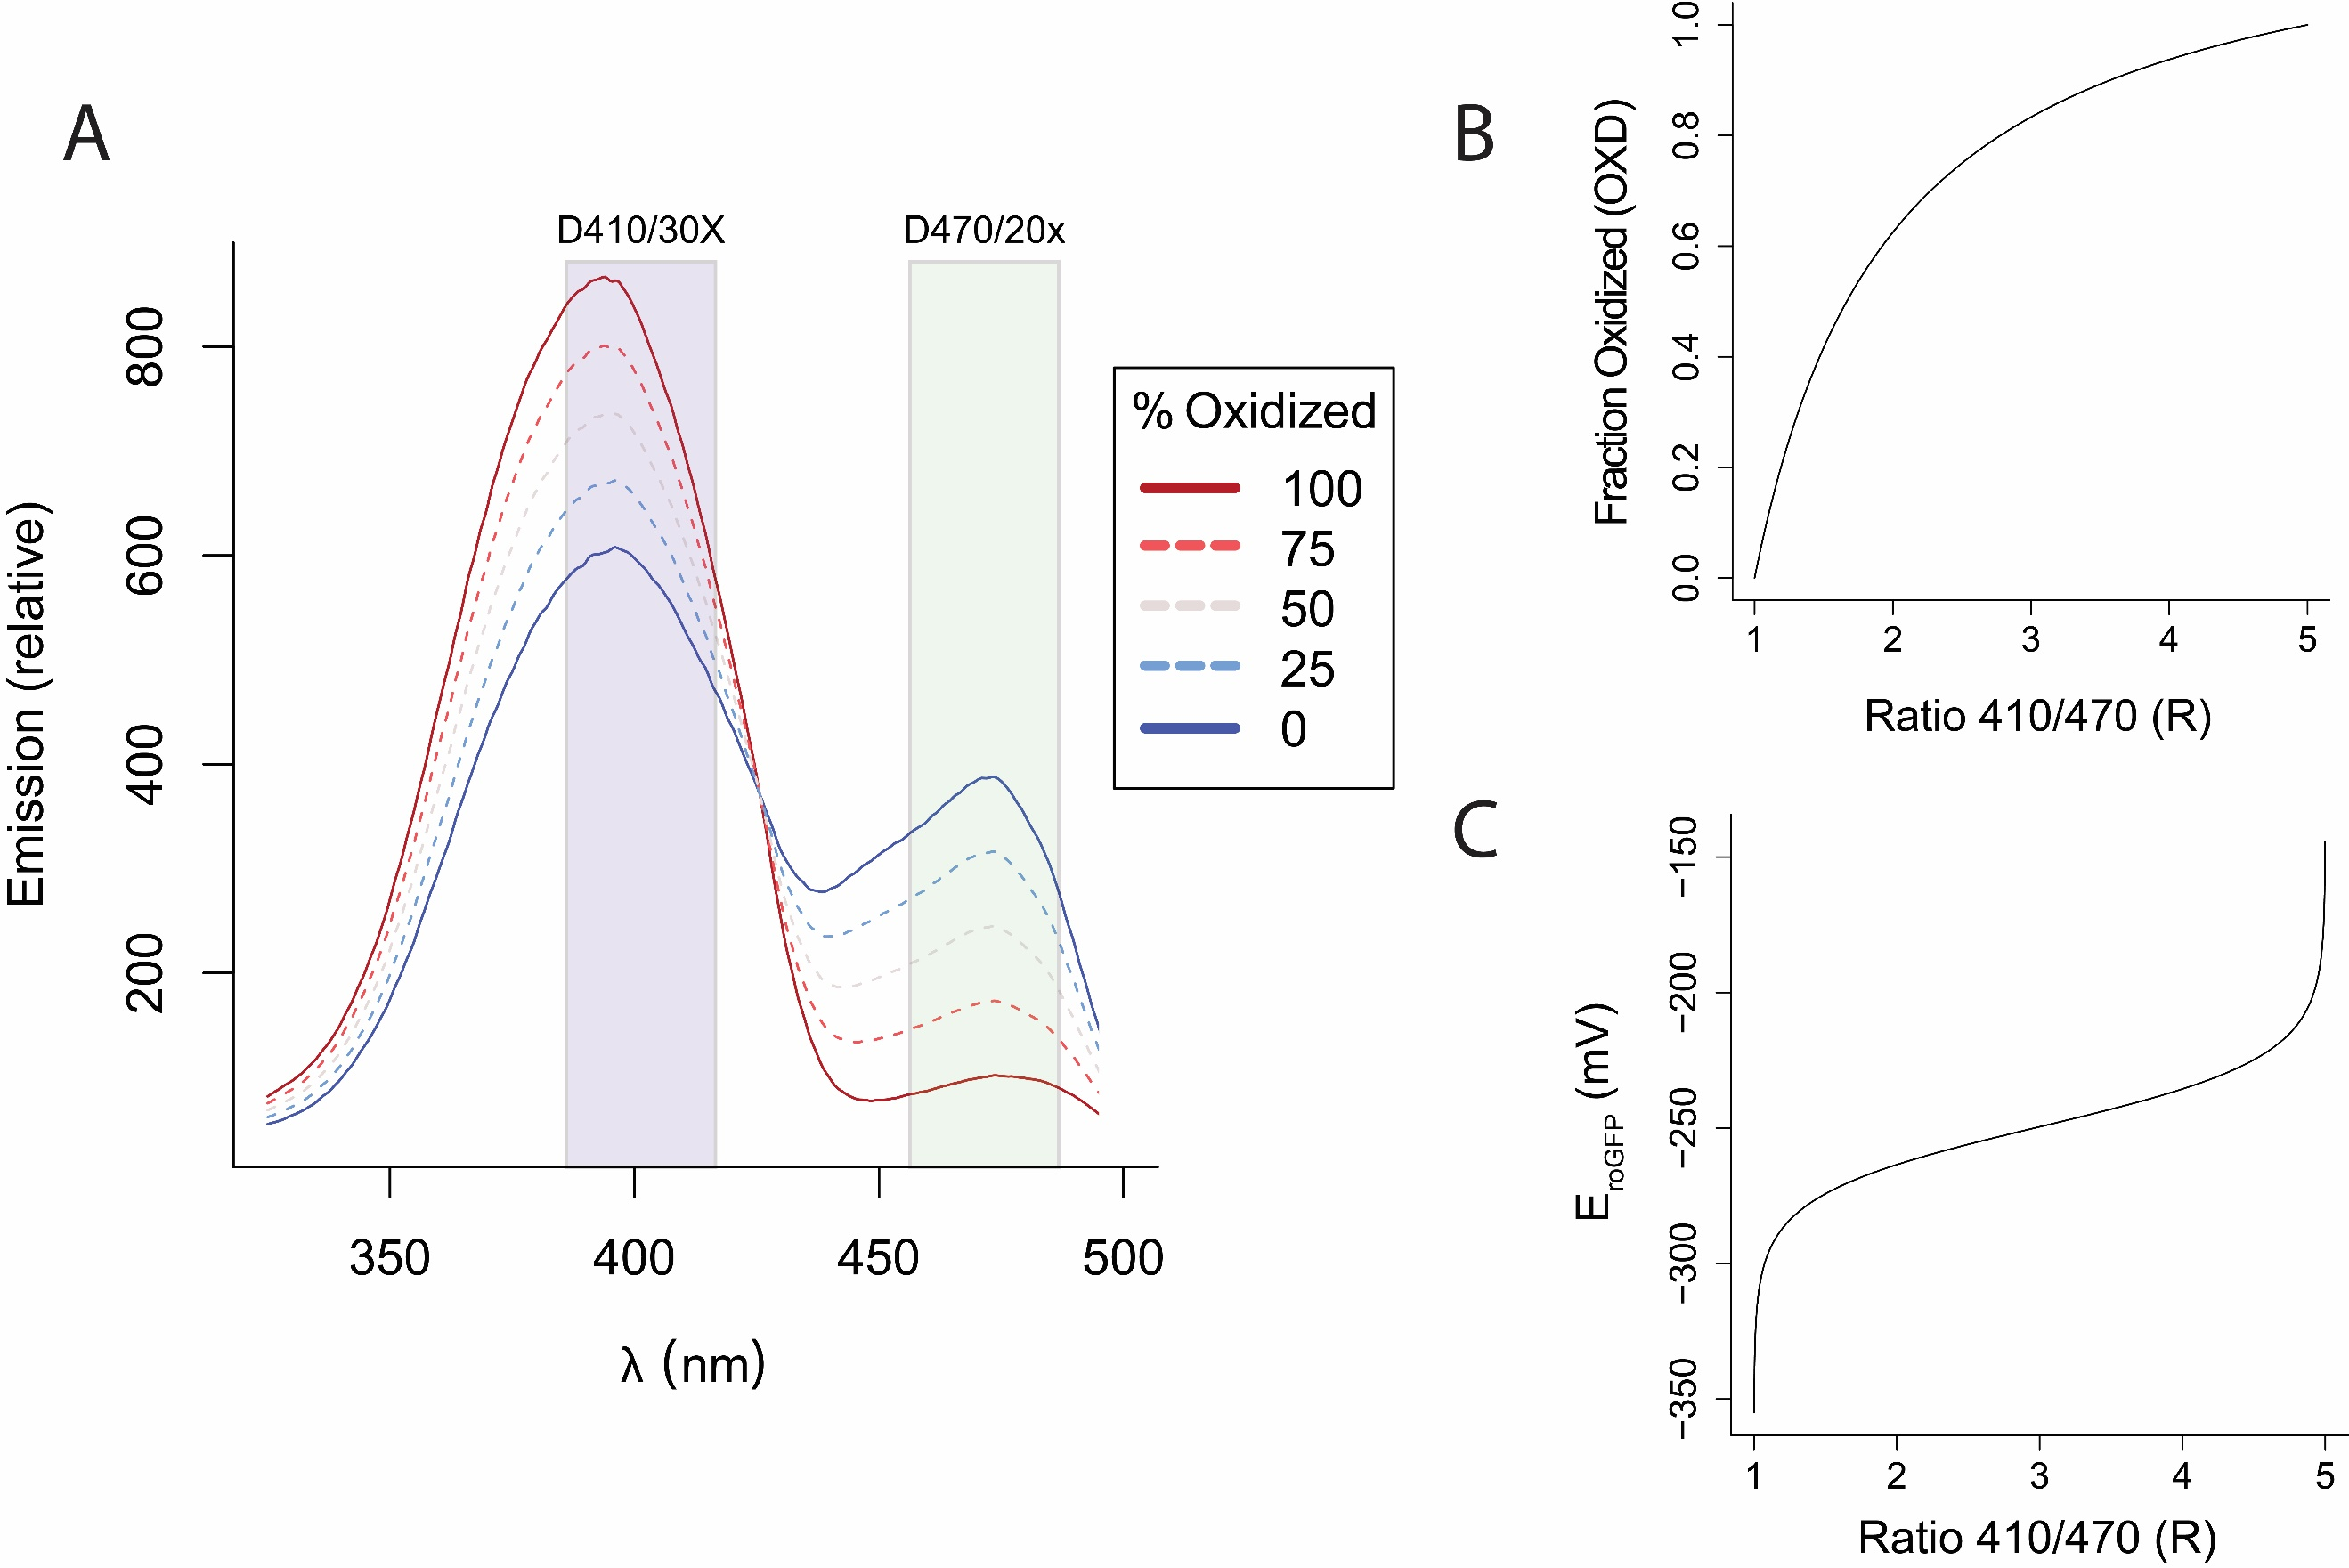 A
D410/30X
D470/20x
Emission (relative)
800
600
400
200
350
400
450
500
λ (nm)
% Oxidized
100
75
50
25
0
B
Fraction Oxidized (OXD)
1.0
0.8
0.6
0.4
0.2
0.0
1
2
3
4
5
Ratio 410/470 (R)
C
EroGFP (mV)
−150
−200
−250
−300
−350
1
2
3
4
5
Ratio 410/470 (R)